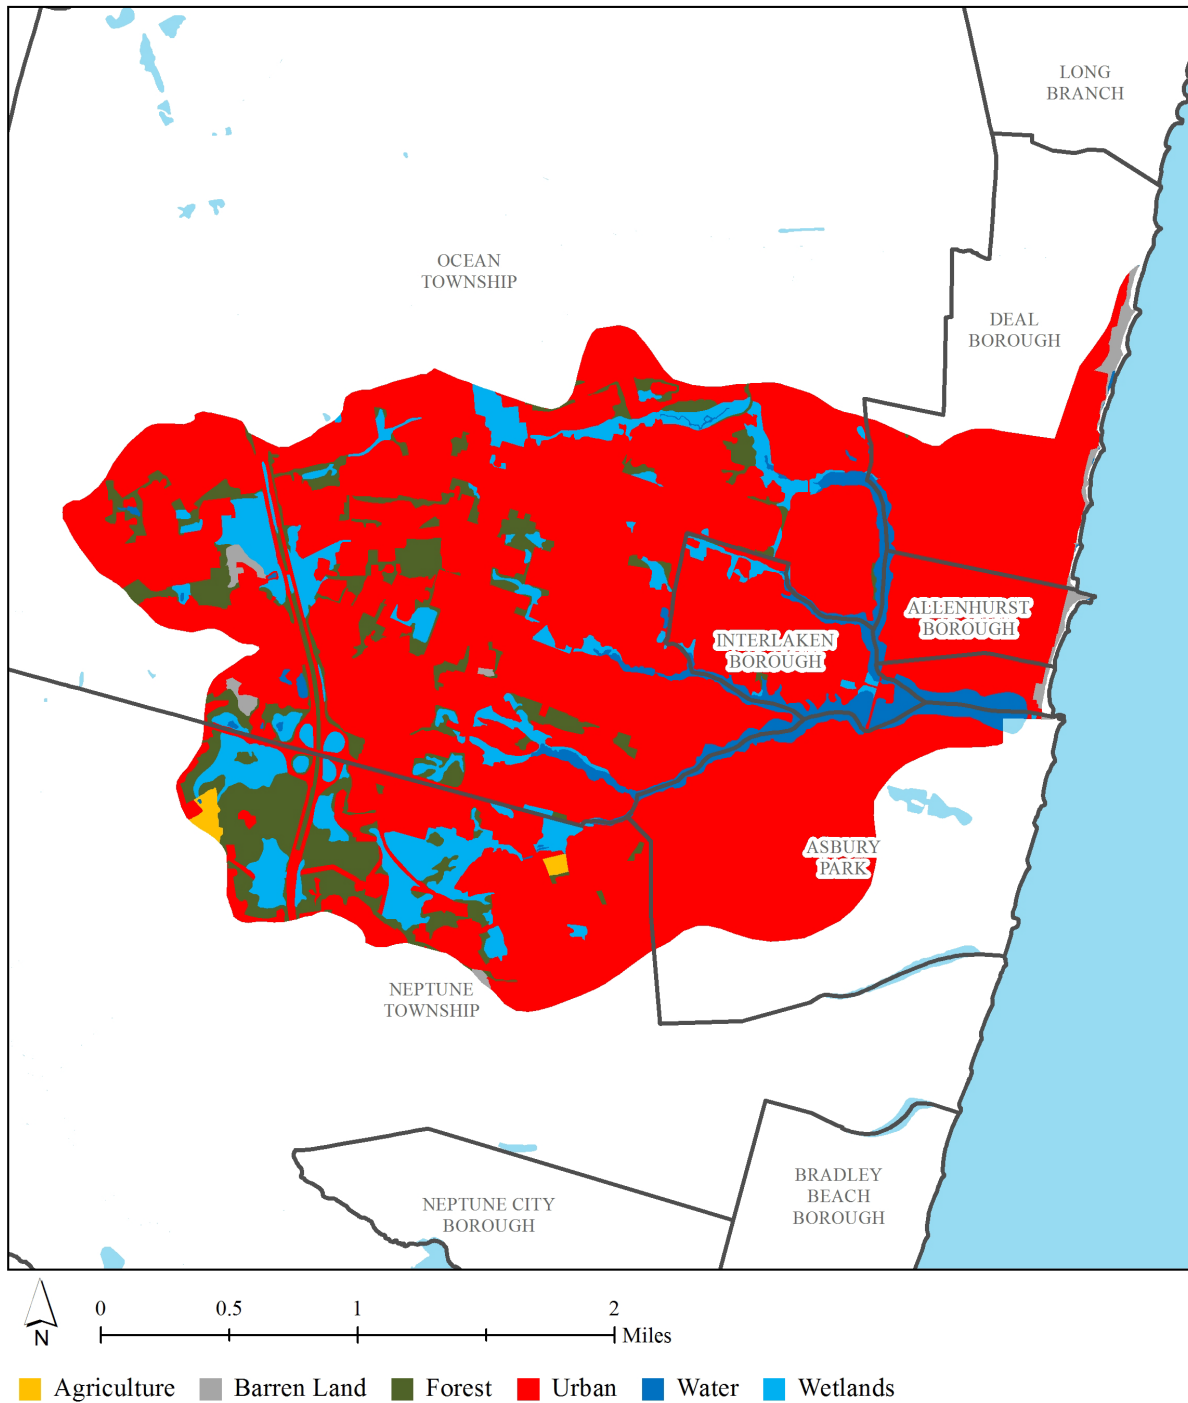 LONG
BRANCH
OCEAN
TOWNSHIP
DEAL
BOROUGH
ALLENHURST
BOROUGH
INTERLAKEN
BOROUGH
ASBURY
PARK
NEPTUNE
TOWNSHIP
BRADLEY
BEACH
BOROUGH
NEPTUNE CITY
BOROUGH
N
0 0.5 1 2
Miles
Agriculture Barren Land Forest Urban Water Wetlands